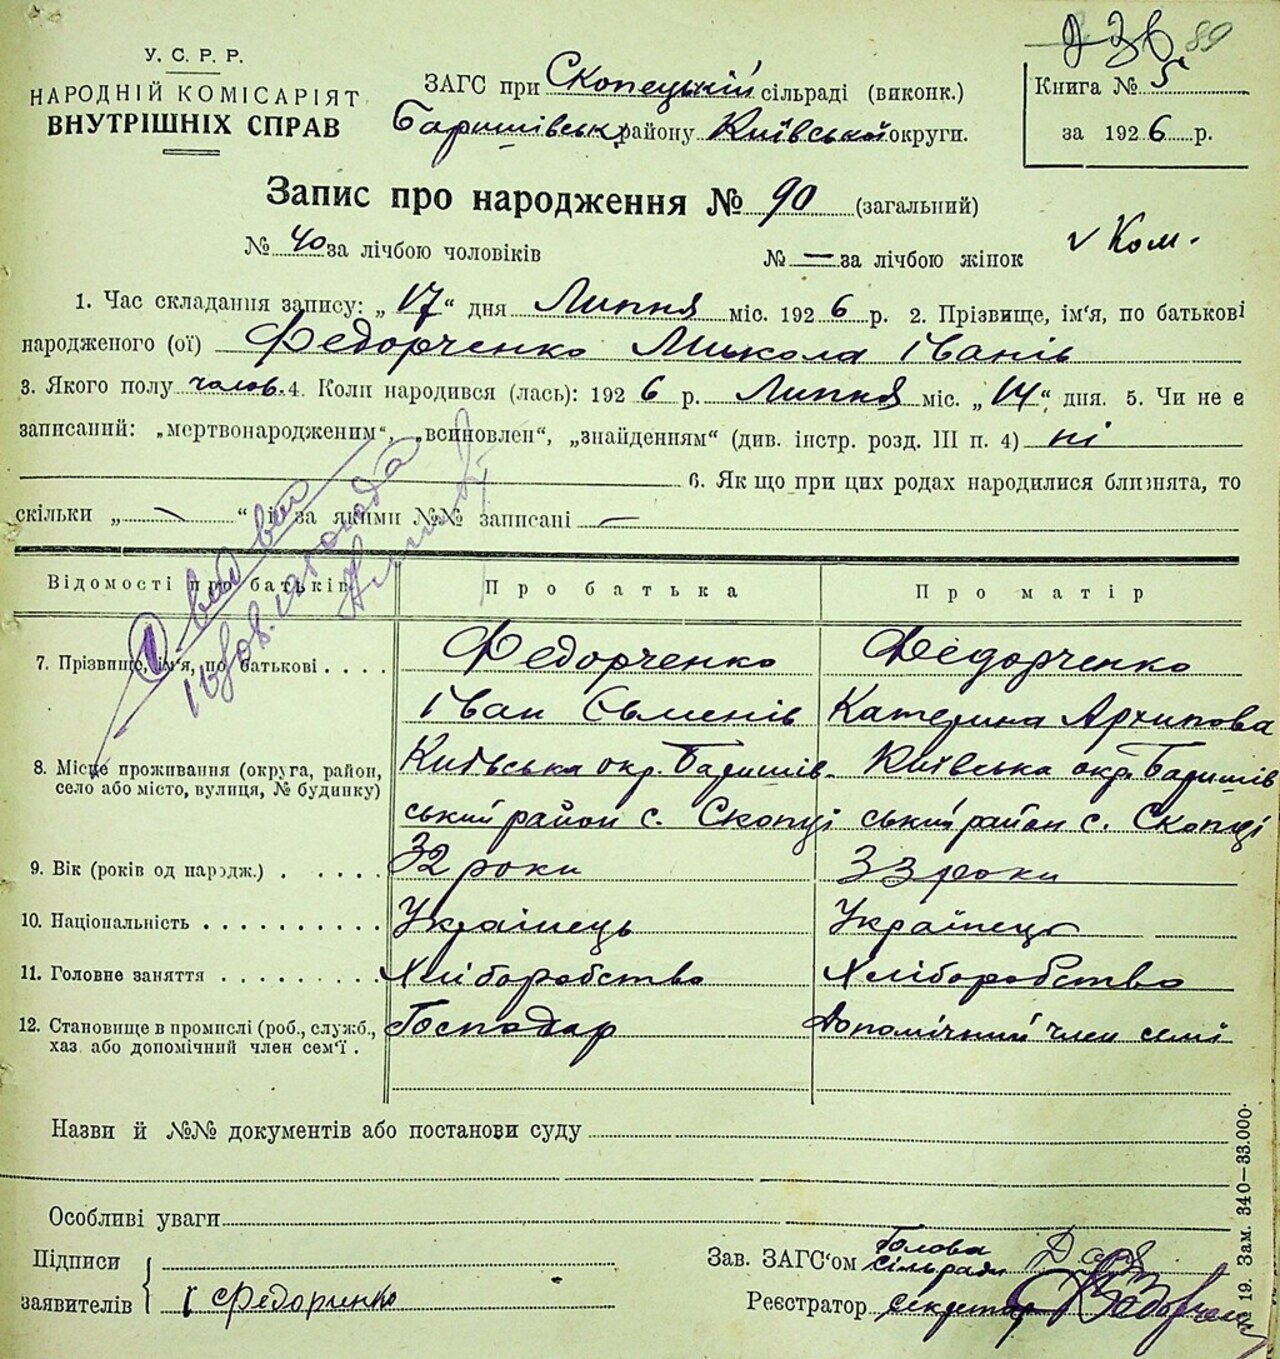 236 89
У. С. Р. Р.
НАРОДНІЙ КОМІСАРІЯТ
ВНУТРІШНІХ СПРАВ
ЗАГС при Скопецькій сільраді (виконк.)
Баришівськ. району Київської округи.
Книга № 5
за 1926 р.
Запис про народження № 90 (загальний)
№ 40 за лічбою чоловіків № — за лічбою жінок
v Ком.
1. Час складання запису: „17“ дня Липня міс. 1926 р. 2. Прізвище, ім‘я, по батькові
народженого (ої) Федорченко Микола Іванів
3. Якого полу чолов. 4. Коли народився (лась): 1926 р. Липня міс. „14“, дня. 5. Чи не є
записаний: „мертвонародженим“, „всиновлен“, „знайденням“ (див. інстр. розд. III п. 4) ні
6. Як що при цих родах народилися близнята, то
скільки „—“ і за якими №№ записані —
Відомості про батьків Про батька Про матір
7. Прізвище, ім‘я, по батькові . . . . Федорченко Федорченко
Іван Семенів Катерина Архипова
8. Місце проживання (округа, район,
село або місто, вулиця, № будинку)
Київська окр. Баришів- Київська окр. Баришів
ський район с. Скопці ський район с. Скопці
9. Вік (років од народж.) . . . . . 32 роки 33 роки
10. Національність . . . . . . . . . . Українець Українець
11. Головне заняття . . . . . . . . . Хліборобство Хліборобство
12. Становище в промислі (роб., служб.,
хаз. або допомічний член сем‘ї .
Господар Допомічний член семі
Назви й №№ документів або постанови суду
Особливі уваги
Підписи
заявителів
Федорченко
Зав. ЗАГС‘ом Голова
сільради
Реєстратор секретар
№ 19. Зам. 340—33.000.